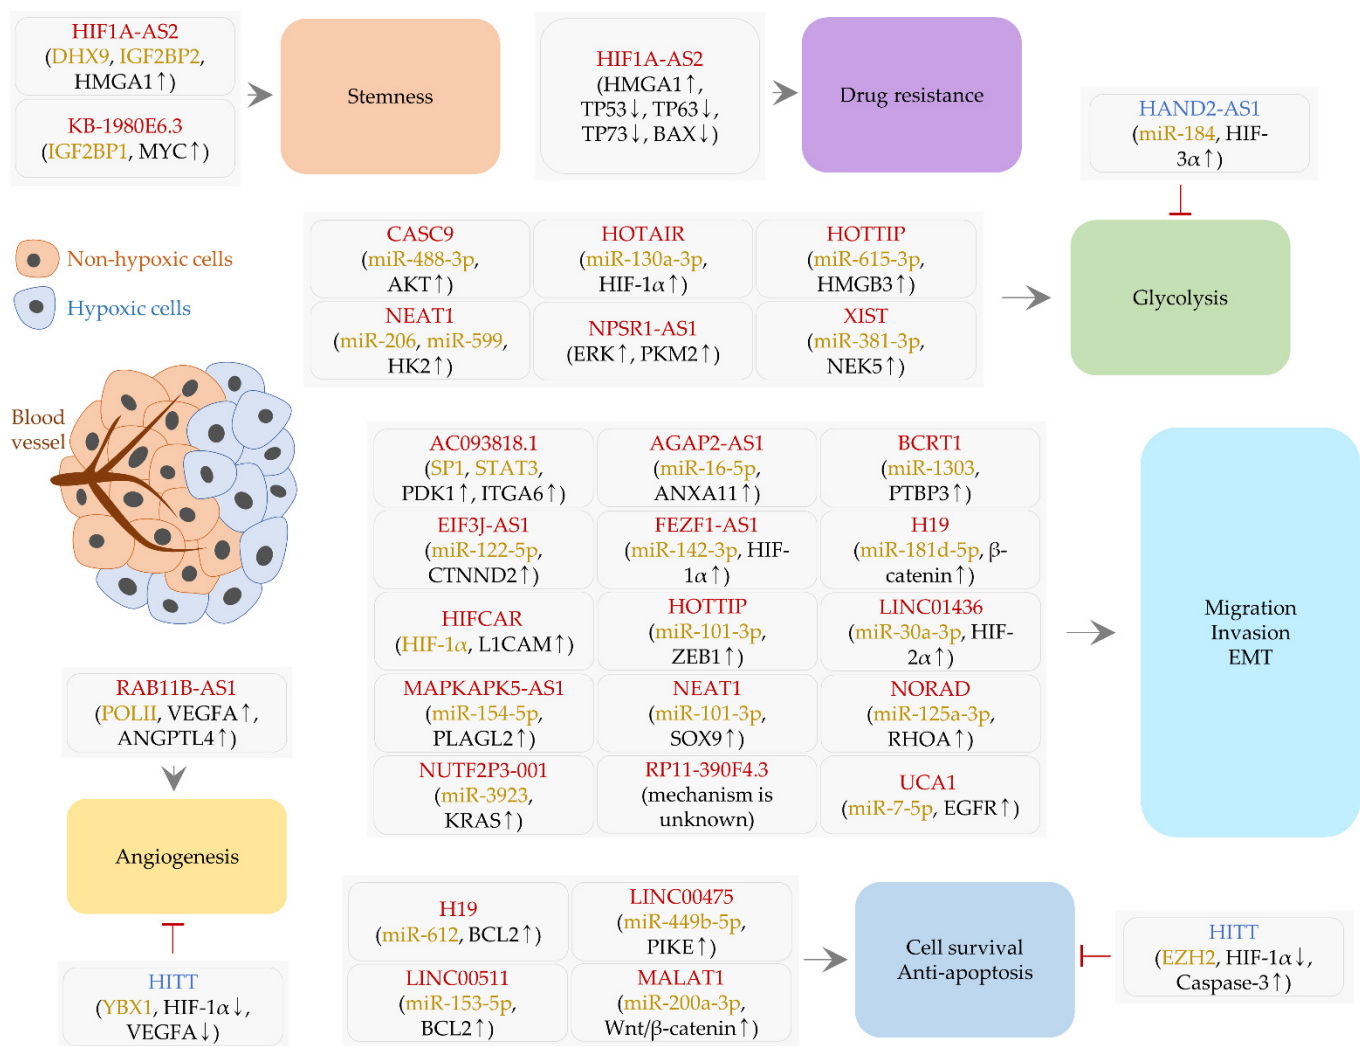 HIF1A-AS2
(DHX9, IGF2BP2,
HMGA1↑)
KB-1980E6.3
(IGF2BP1, MYC↑)
Stemness
HIF1A-AS2
(HMGA1↑,
TP53↓, TP63↓,
TP73↓, BAX↓)
Drug resistance
HAND2-AS1
(miR-184, HIF-
3α↑)
Non-hypoxic cells
Hypoxic cells
CASC9
(miR-488-3p,
AKT↑)
HOTAIR
(miR-130a-3p,
HIF-1α↑)
HOTTIP
(miR-615-3p,
HMGB3↑)
NEAT1
(miR-206, miR-599,
HK2↑)
NPSR1-AS1
(ERK↑, PKM2↑)
XIST
(miR-381-3p,
NEK5↑)
Glycolysis
Blood
vessel
AC093818.1
(SP1, STAT3,
PDK1↑, ITGA6↑)
AGAP2-AS1
(miR-16-5p,
ANXA11↑)
BCRT1
(miR-1303,
PTBP3↑)
EIF3J-AS1
(miR-122-5p,
CTNND2↑)
FEZF1-AS1
(miR-142-3p, HIF-
1α↑)
H19
(miR-181d-5p, β-
catenin↑)
HIFCAR
(HIF-1α, L1CAM↑)
HOTTIP
(miR-101-3p,
ZEB1↑)
LINC01436
(miR-30a-3p, HIF-
2α↑)
MAPKAPK5-AS1
(miR-154-5p,
PLAGL2↑)
NEAT1
(miR-101-3p,
SOX9↑)
NORAD
(miR-125a-3p,
RHOA↑)
NUTF2P3-001
(miR-3923,
KRAS↑)
RP11-390F4.3
(mechanism is
unknown)
UCA1
(miR-7-5p, EGFR↑)
Migration
Invasion
EMT
RAB11B-AS1
(POLII, VEGFA↑,
ANGPTL4↑)
Angiogenesis
HITT
(YBX1, HIF-1α↓,
VEGFA↓)
H19
(miR-612, BCL2↑)
LINC00475
(miR-449b-5p,
PIKE↑)
LINC00511
(miR-153-5p,
BCL2↑)
MALAT1
(miR-200a-3p,
Wnt/β-catenin↑)
Cell survival
Anti-apoptosis
HITT
(EZH2, HIF-1α↓,
Caspase-3↑)